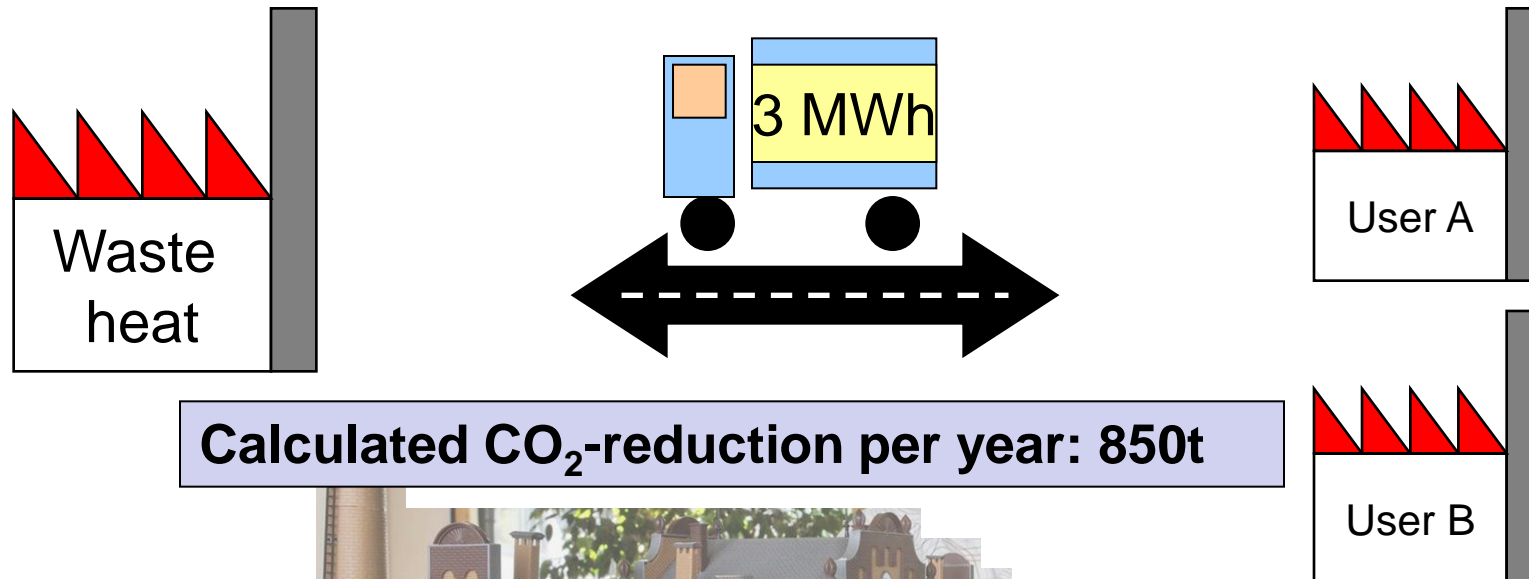 3 MWh
Waste
heat
User A
Calculated CO₂-reduction per year: 850t
User B